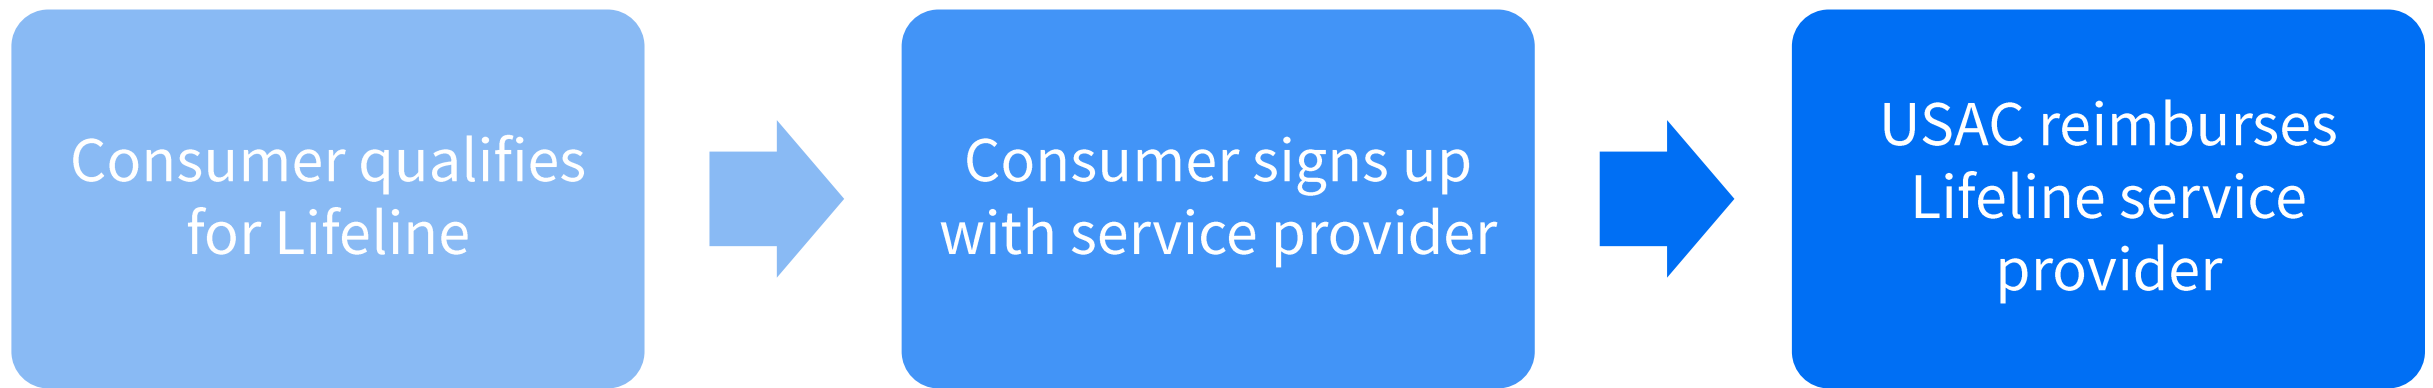 Consumer qualifies
for Lifeline
Consumer signs up
with service provider
USAC reimburses
Lifeline service
provider